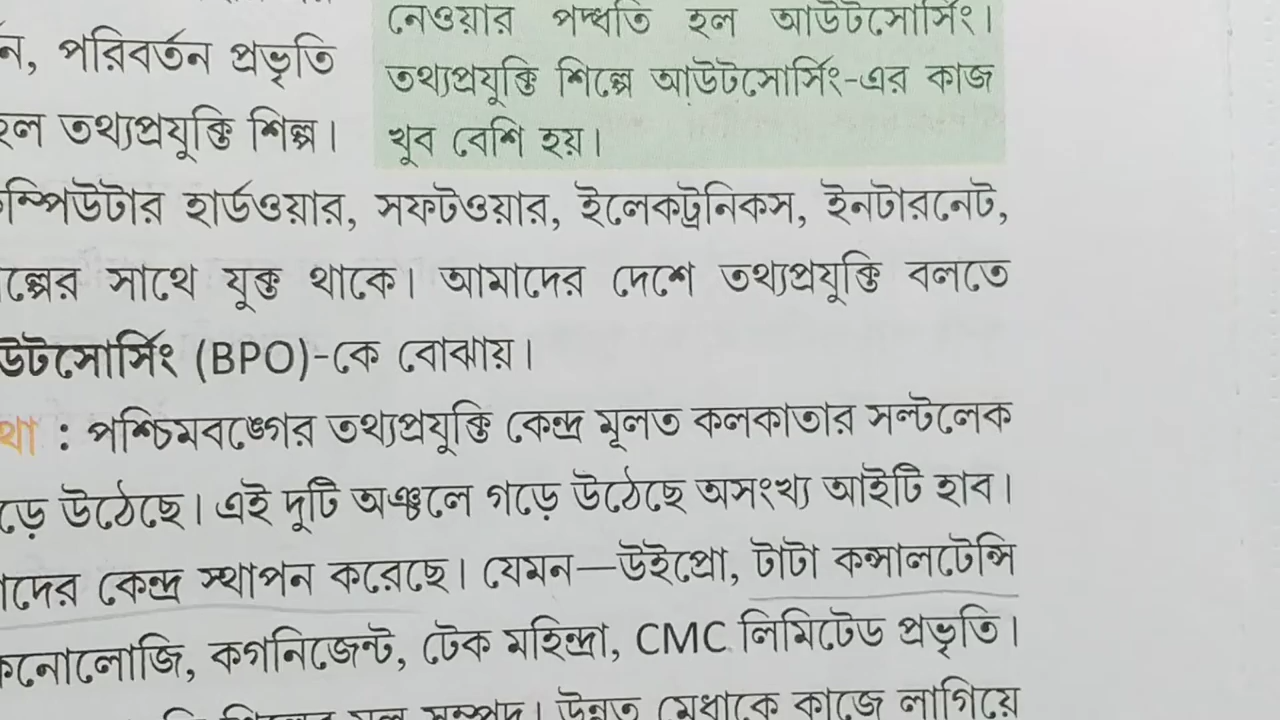 নেওয়ার পদ্ধতি হল আউটসোর্সিং।
তথ্যপ্রযুক্তি শিল্পে আউটসোর্সিং-এর কাজ
খুব বেশি হয়।
ন, পরিবর্তন প্রভৃতি
হল তথ্যপ্রযুক্তি শিল্প।
ম্পিউটার হার্ডওয়ার, সফটওয়ার, ইলেকট্রনিকস, ইনটারনেট,
ল্পের সাথে যুক্ত থাকে। আমাদের দেশে তথ্যপ্রযুক্তি বলতে
উটসোর্সিং (BPO)-কে বোঝায়।
থা : পশ্চিমবঙ্গের তথ্যপ্রযুক্তি কেন্দ্র মূলত কলকাতার সল্টলেক
ড়ে উঠেছে। এই দুটি অঞ্চলে গড়ে উঠেছে অসংখ্য আইটি হাব।
াদের কেন্দ্র স্থাপন করেছে। যেমন—উইপ্রো, টাটা কন্সালটেন্সি
কনোলোজি, কগনিজেন্ট, টেক মহিন্দ্রা, CMC লিমিটেড প্রভৃতি।
মূল সম্পদ। উন্নত মেধাকে কাজে লাগিয়ে